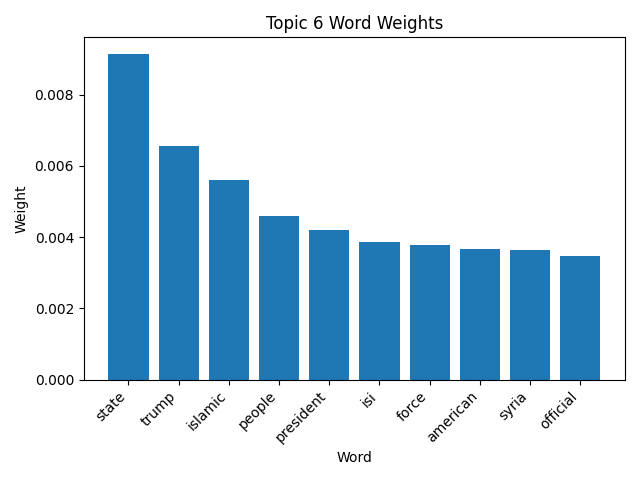 Topic 6 Word Weights
Weight
0.008
0.006
0.004
0.002
0.000
state
trump
islamic
people
president
isi
force
american
syria
official
Word